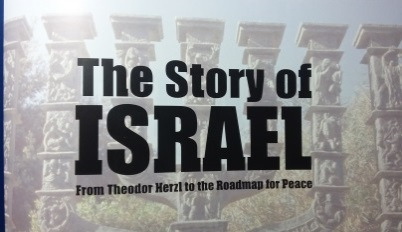 The Story of
ISRAEL
From Theodor Herzl to the Roadmap for Peace